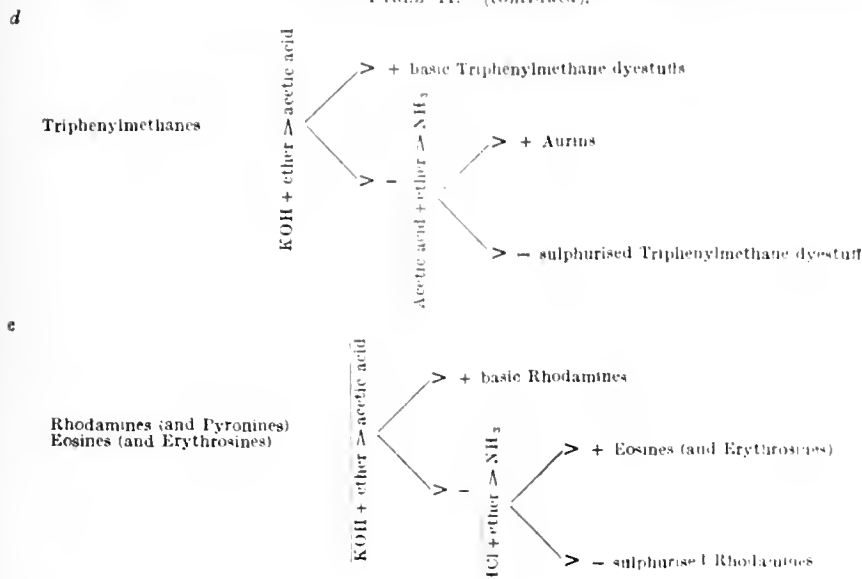 d
Triphenylmethanes
KOH + ether > acetic acid
> + basic Triphenylmethane dyestuffs
> -
Acetic acid + ether > NH3
> + Aurins
> - sulphurised Triphenylmethane dyestuff
e
Rhodamines (and Pyronines)
Eosines (and Erythrosines)
KOH + ether > acetic acid
> + basic Rhodamines
> -
HCl + ether > NH3
> + Eosines (and Erythrosines)
> - sulphurised Rhodamines